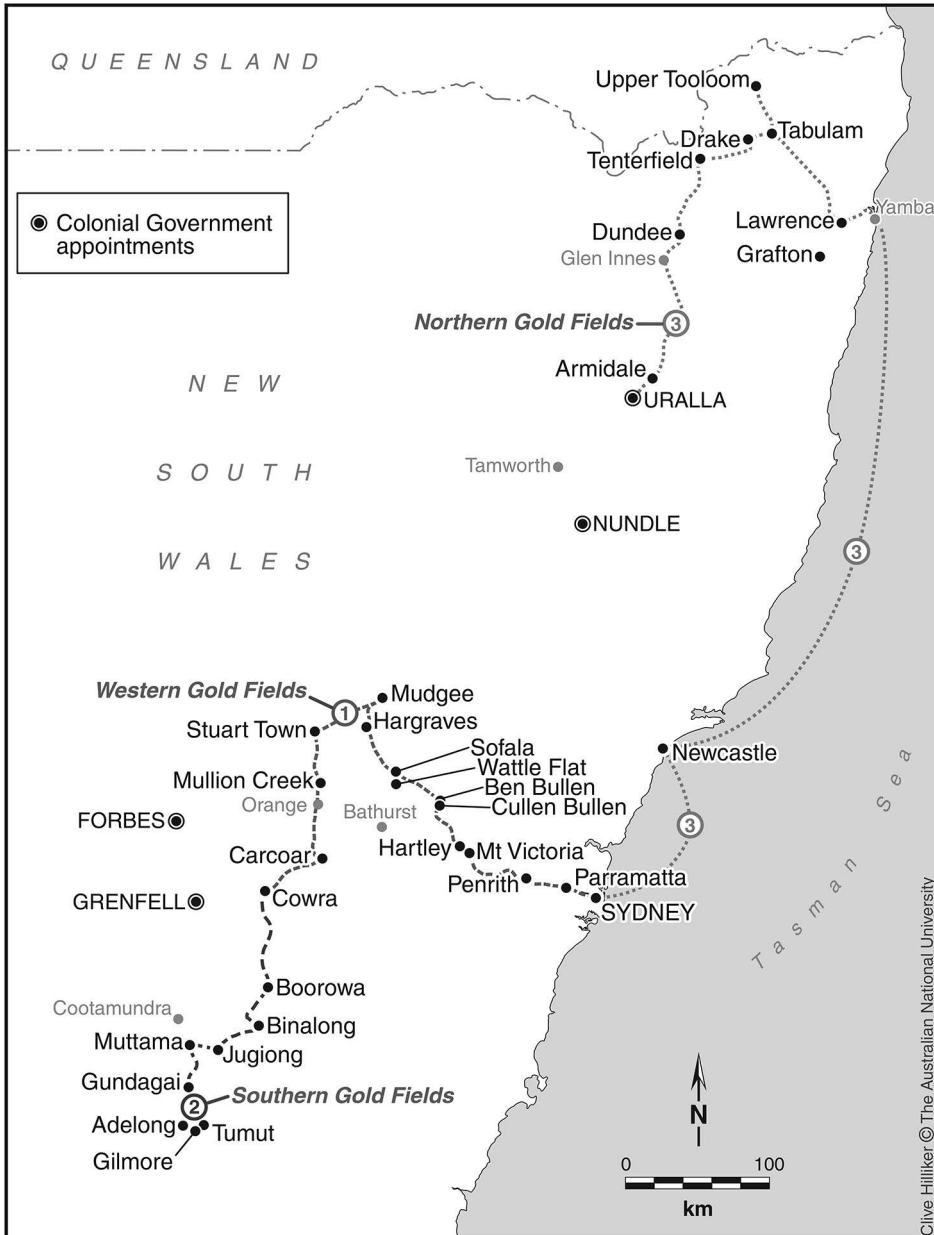 QUEENSLAND
Upper Tooloom
Drake
Tabulam
Tenterfield
Colonial Government
appointments
Yamba
Lawrence
Dundee
Grafton
Glen Innes
Northern Gold Fields
3
Armidale
URALLA
NEW
SOUTH
WALES
Tamworth
NUNDLE
3
Western Gold Fields
1
Mudgee
Hargraves
Stuart Town
Sofala
Wattle Flat
Ben Bullen
Cullen Bullen
Newcastle
Mullion Creek
Orange
Bathurst
FORBES
3
Hartley
Mt Victoria
Carcoar
Penrith
Parramatta
SYDNEY
GRENFELL
Cowra
Tasman Sea
Boorowa
Cootamundra
Binalong
Muttama
Jugiong
Gundagai
2
Southern Gold Fields
Adelong
Tumut
Gilmore
N
0 100
km
Clive Hilliker © The Australian National University